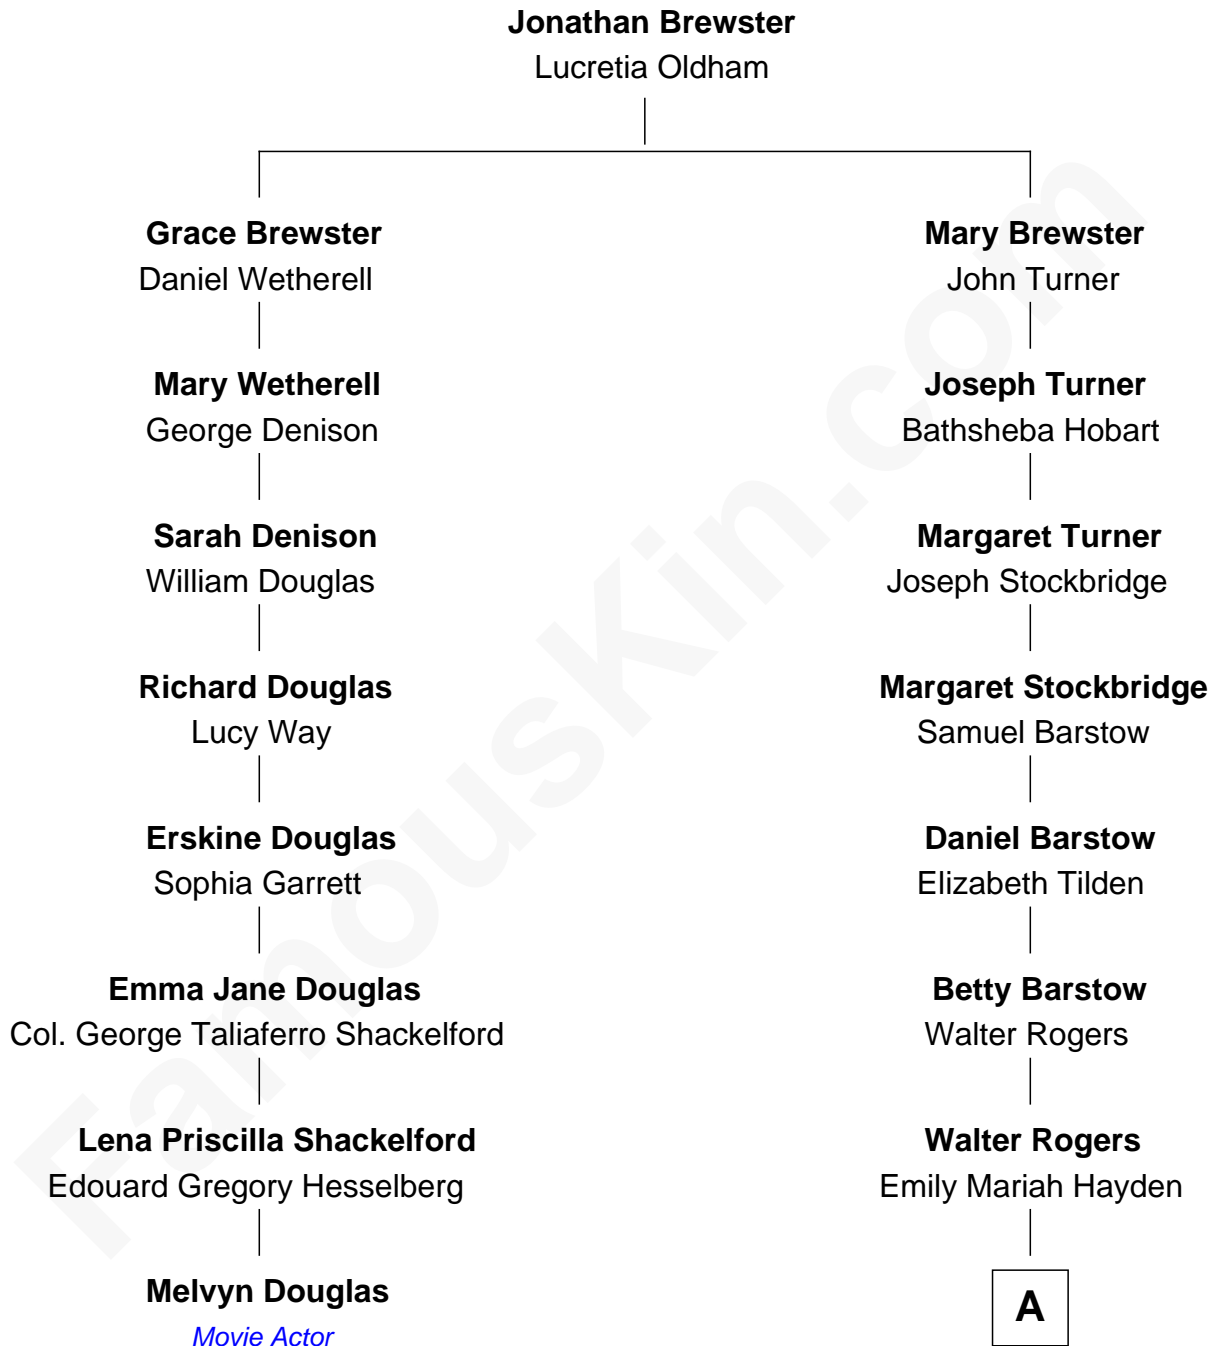 Jonathan Brewster
Lucretia Oldham
Grace Brewster
Daniel Wetherell
Mary Brewster
John Turner
Mary Wetherell
George Denison
Joseph Turner
Bathsheba Hobart
Sarah Denison
William Douglas
Margaret Turner
Joseph Stockbridge
Richard Douglas
Lucy Way
Margaret Stockbridge
Samuel Barstow
Erskine Douglas
Sophia Garrett
Daniel Barstow
Elizabeth Tilden
Emma Jane Douglas
Col. George Taliaferro Shackelford
Betty Barstow
Walter Rogers
Lena Priscilla Shackelford
Edouard Gregory Hesselberg
Walter Rogers
Emily Mariah Hayden
Melvyn Douglas
Movie Actor
A
FamousKin.com